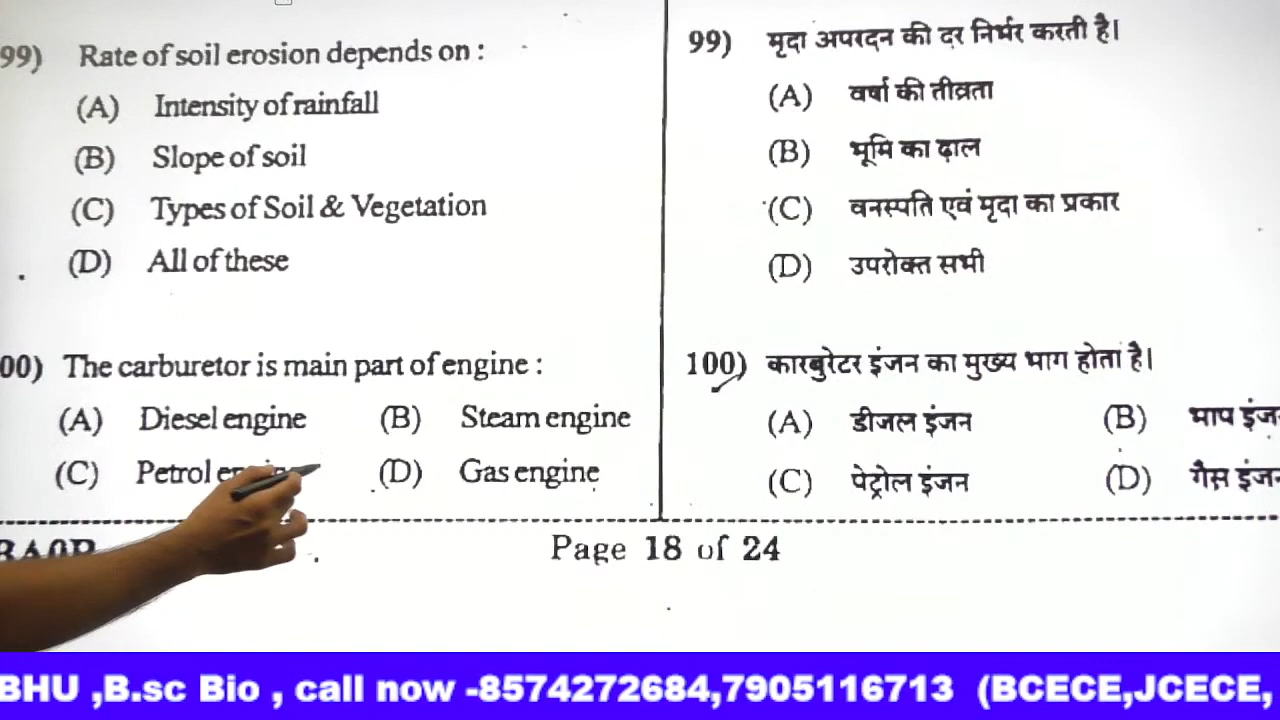 99) Rate of soil erosion depends on :
(A) Intensity of rainfall
(B) Slope of soil
(C) Types of Soil & Vegetation
(D) All of these
00) The carburetor is main part of engine :
(A) Diesel engine (B) Steam engine
(C) Petrol (D) Gas engine
99) मृदा अपरदन की दर निर्भर करती है।
(A) वर्षा की तीव्रता
(B) भूमि का ढ़ाल
(C) वनस्पति एवं मृदा का प्रकार
(D) उपरोक्त सभी
100) कारबुरेटर इंजन का मुख्य भाग होता है।
(A) डीजल इंजन (B) भाप
(C) पेट्रोल इंजन (D) गैस
Page 18 of 24
BHU ,B.sc Bio , call now -8574272684,7905116713 (BCECE,JCECE,